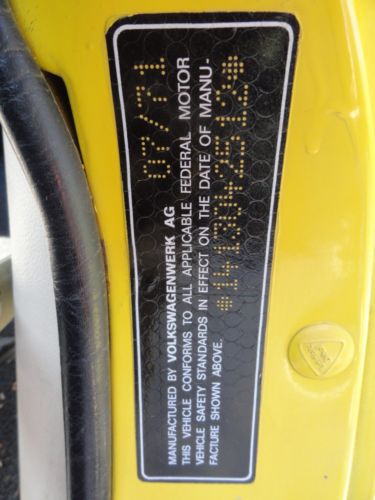 MANUFACTURED BY VOLKSWAGENWERK AG 07/71
THIS VEHICLE CONFORMS TO ALL APPLICABLE FEDERAL MOTOR
VEHICLE SAFETY STANDARDS IN EFFECT ON THE DATE OF MANU-
FACTURE SHOWN ABOVE. *1413042512*